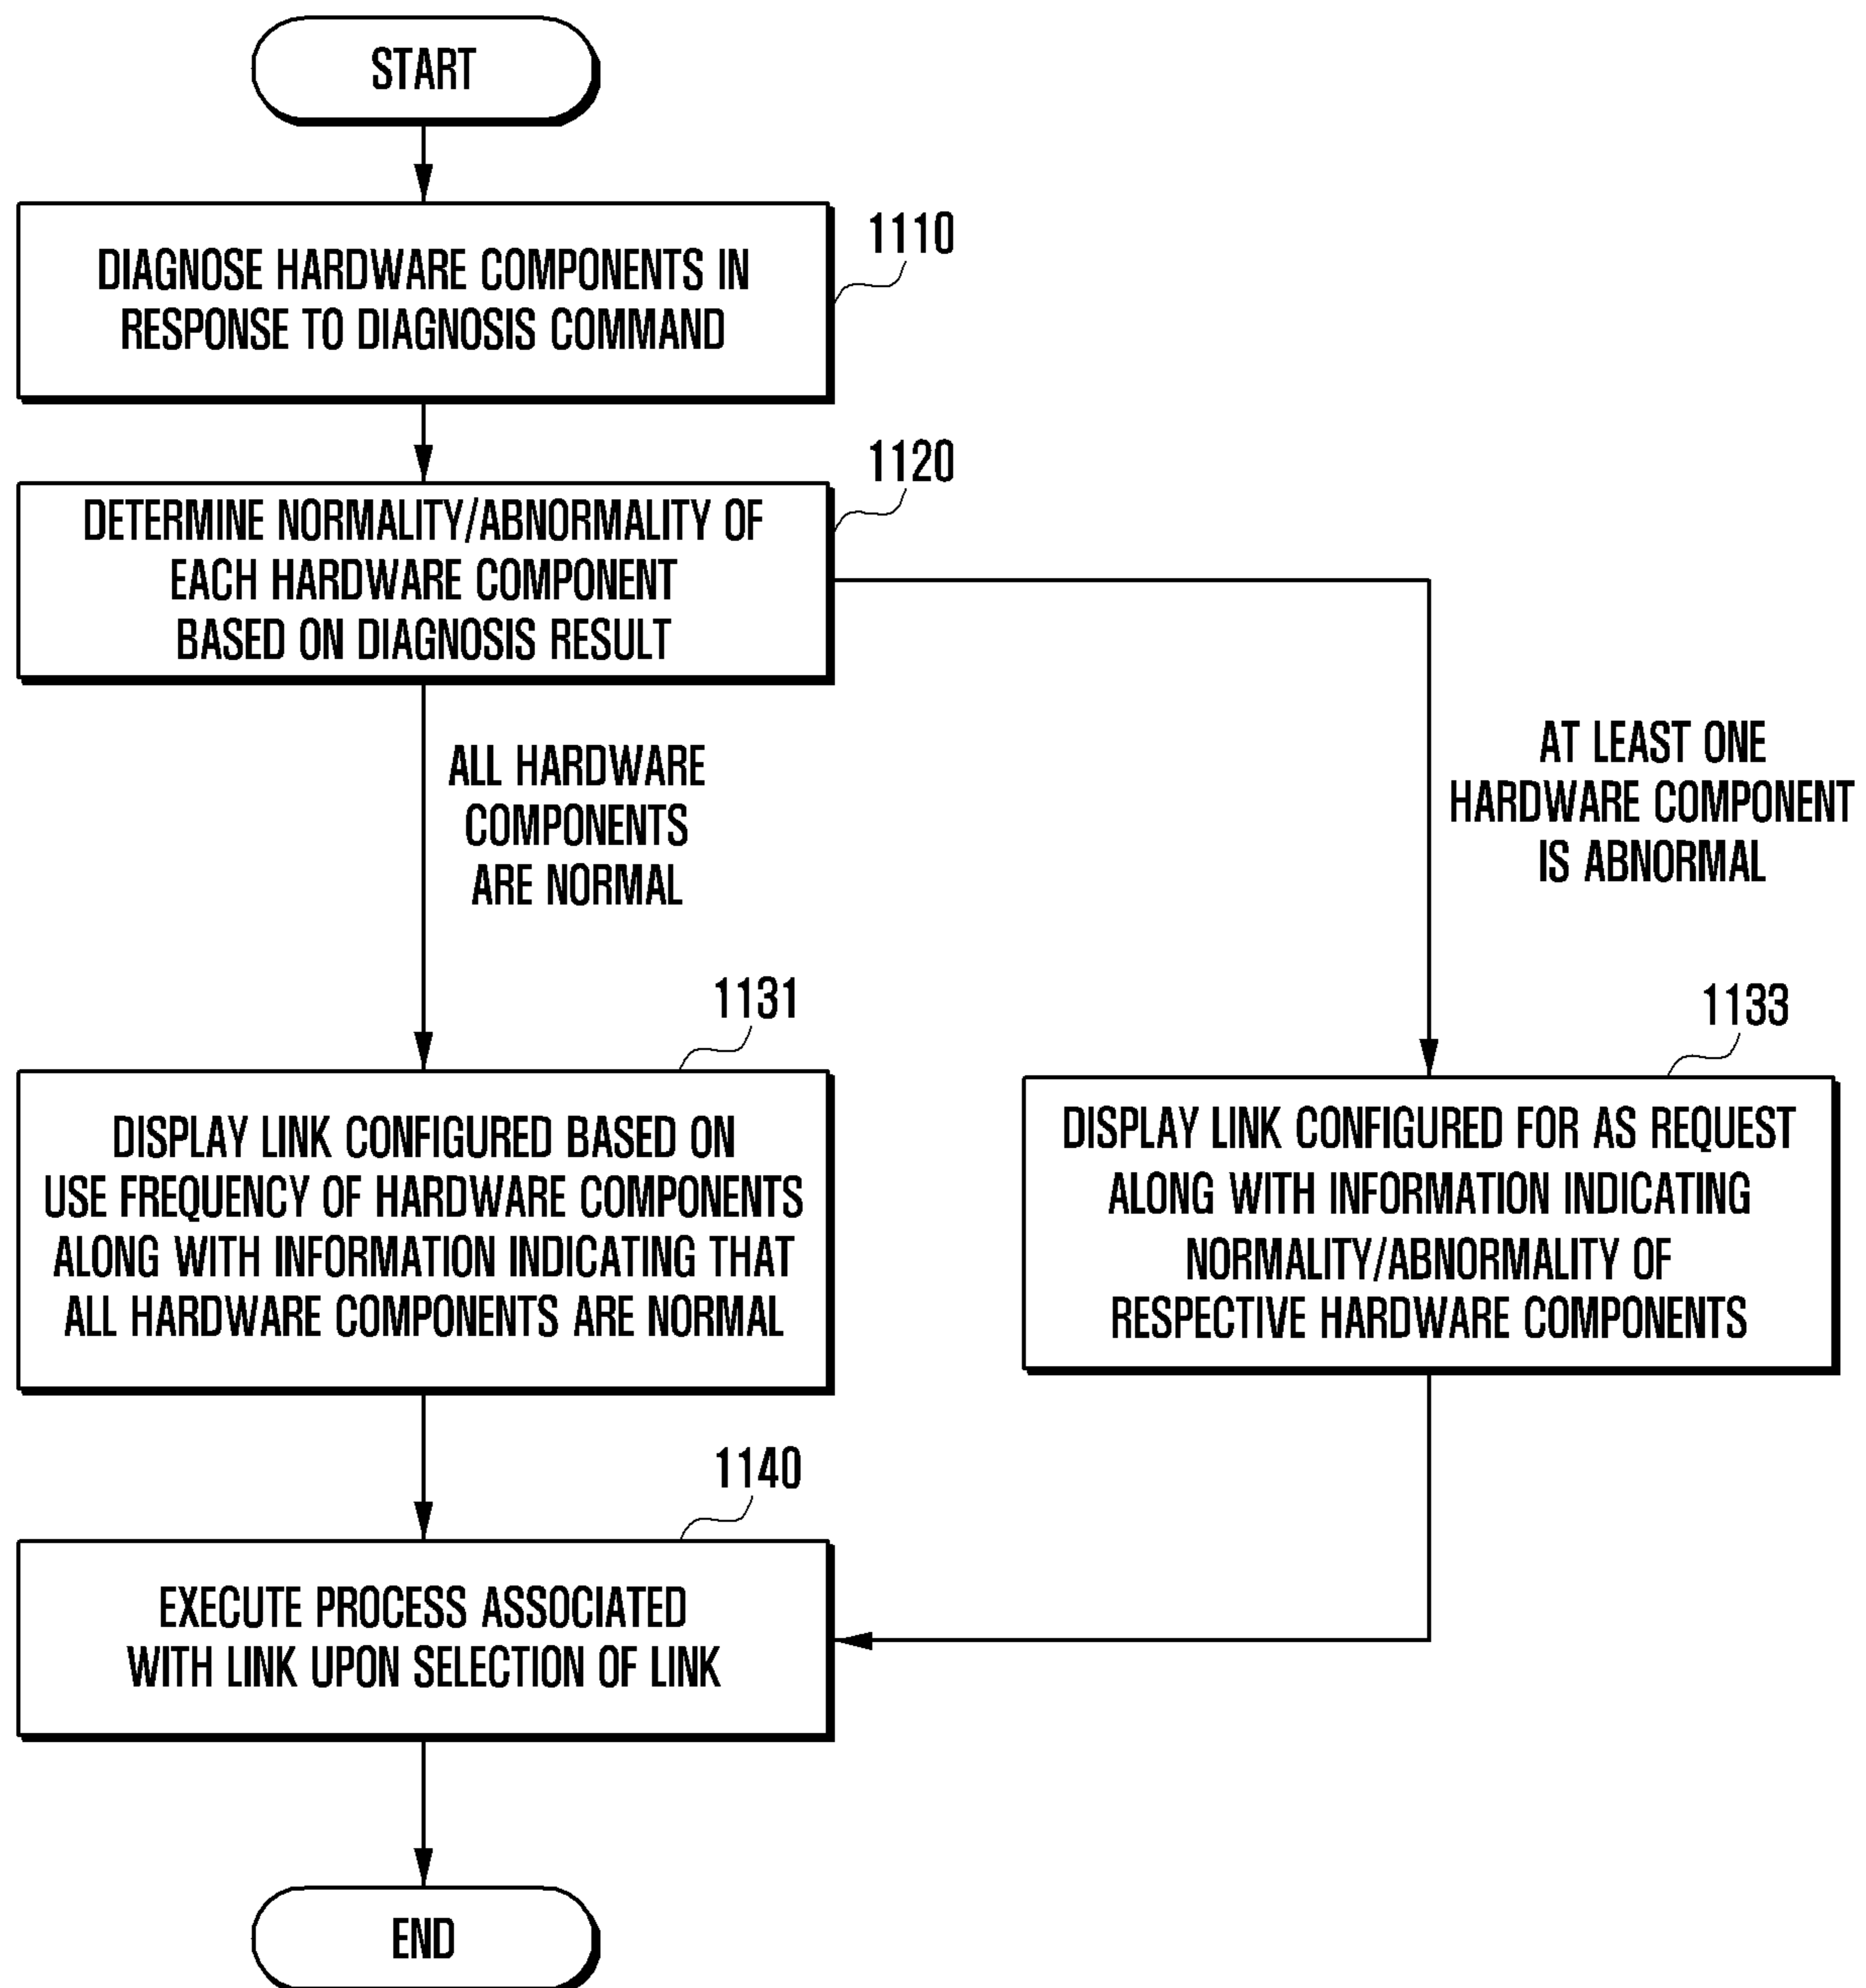 START
1110
DIAGNOSE HARDWARE COMPONENTS IN
RESPONSE TO DIAGNOSIS COMMAND
1120
DETERMINE NORMALITY/ABNORMALITY OF
EACH HARDWARE COMPONENT
BASED ON DIAGNOSIS RESULT
ALL HARDWARE
COMPONENTS
ARE NORMAL
AT LEAST ONE
HARDWARE COMPONENT
IS ABNORMAL
1131
DISPLAY LINK CONFIGURED BASED ON
USE FREQUENCY OF HARDWARE COMPONENTS
ALONG WITH INFORMATION INDICATING THAT
ALL HARDWARE COMPONENTS ARE NORMAL
1133
DISPLAY LINK CONFIGURED FOR AS REQUEST
ALONG WITH INFORMATION INDICATING
NORMALITY/ABNORMALITY OF
RESPECTIVE HARDWARE COMPONENTS
1140
EXECUTE PROCESS ASSOCIATED
WITH LINK UPON SELECTION OF LINK
END